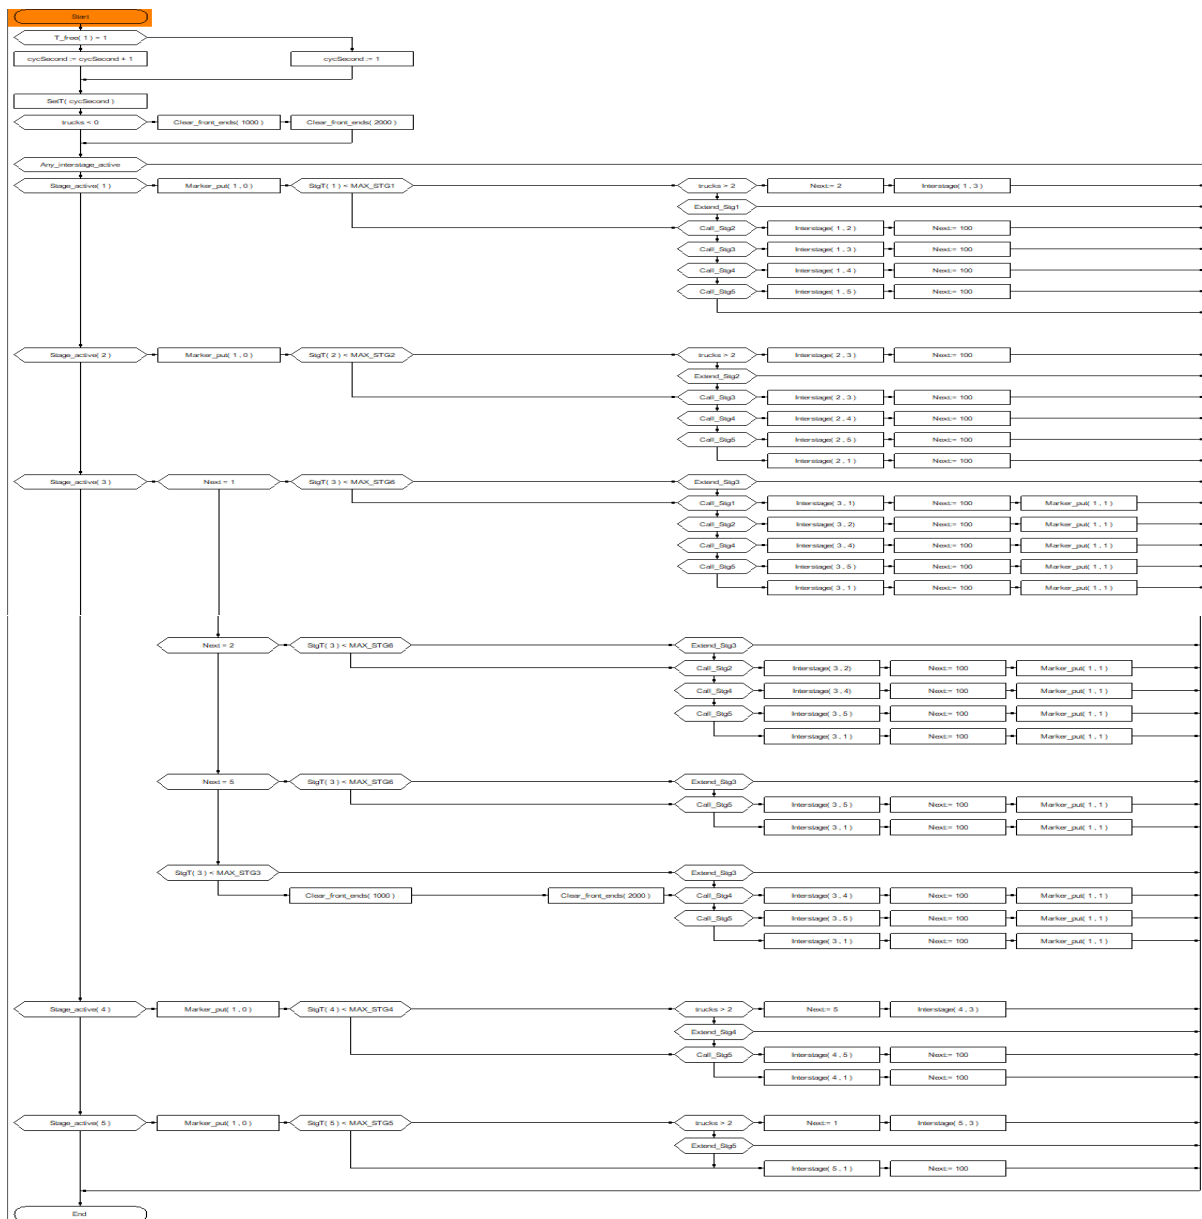 Start
T_free( 1 ) = 1
cycSecond := cycSecond + 1
cycSecond := 1
SetT( cycSecond )
trucks < 0
Clear_front_ends( 1000 )
Clear_front_ends( 2000 )
Any_interstage_active
Stage_active( 1 )
Marker_put( 1 , 0 )
StgT( 1 ) < MAX_STG1
trucks > 2
Next:= 2
Interstage( 1 , 3 )
Extend_Stg1
Call_Stg2
Interstage( 1 , 2 )
Next:= 100
Call_Stg3
Interstage( 1 , 3 )
Next:= 100
Call_Stg4
Interstage( 1 , 4 )
Next:= 100
Call_Stg5
Interstage( 1 , 5 )
Next:= 100
Stage_active( 2 )
Marker_put( 1 , 0 )
StgT( 2 ) < MAX_STG2
trucks > 2
Interstage( 2 , 3 )
Next:= 100
Extend_Stg2
Call_Stg3
Interstage( 2 , 3 )
Next:= 100
Call_Stg4
Interstage( 2 , 4 )
Next:= 100
Call_Stg5
Interstage( 2 , 5 )
Next:= 100
Interstage( 2 , 1 )
Next:= 100
Stage_active( 3 )
Next = 1
StgT( 3 ) < MAX_STG6
Extend_Stg3
Call_Stg1
Interstage( 3 , 1)
Next:= 100
Marker_put( 1 , 1 )
Call_Stg2
Interstage( 3 , 2)
Next:= 100
Marker_put( 1 , 1 )
Call_Stg4
Interstage( 3 , 4)
Next:= 100
Marker_put( 1 , 1 )
Call_Stg5
Interstage( 3 , 5 )
Next:= 100
Marker_put( 1 , 1 )
Interstage( 3 , 1 )
Next:= 100
Marker_put( 1 , 1 )
Next = 2
StgT( 3 ) < MAX_STG6
Extend_Stg3
Call_Stg2
Interstage( 3 , 2)
Next:= 100
Marker_put( 1 , 1 )
Call_Stg4
Interstage( 3 , 4)
Next:= 100
Marker_put( 1 , 1 )
Call_Stg5
Interstage( 3 , 5 )
Next:= 100
Marker_put( 1 , 1 )
Interstage( 3 , 1 )
Next:= 100
Marker_put( 1 , 1 )
Next = 5
StgT( 3 ) < MAX_STG6
Extend_Stg3
Call_Stg5
Interstage( 3 , 5 )
Next:= 100
Marker_put( 1 , 1 )
Interstage( 3 , 1 )
Next:= 100
Marker_put( 1 , 1 )
StgT( 3 ) < MAX_STG3
Extend_Stg3
Clear_front_ends( 1000 )
Clear_front_ends( 2000 )
Call_Stg4
Interstage( 3 , 4 )
Next:= 100
Marker_put( 1 , 1 )
Call_Stg5
Interstage( 3 , 5 )
Next:= 100
Marker_put( 1 , 1 )
Interstage( 3 , 1 )
Next:= 100
Marker_put( 1 , 1 )
Stage_active( 4 )
Marker_put( 1 , 0 )
StgT( 4 ) < MAX_STG4
trucks > 2
Next:= 5
Interstage( 4 , 3 )
Extend_Stg4
Call_Stg5
Interstage( 4 , 5 )
Next:= 100
Interstage( 4 , 1 )
Next:= 100
Stage_active( 5 )
Marker_put( 1 , 0 )
StgT( 5 ) < MAX_STG5
trucks > 2
Next:= 1
Interstage( 5 , 3 )
Extend_Stg5
Interstage( 5 , 1 )
Next:= 100
End